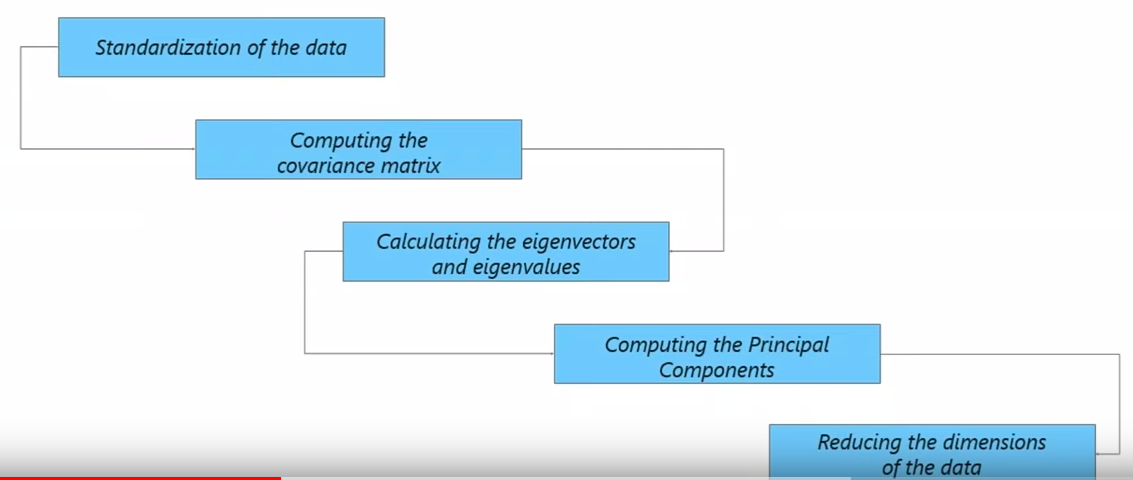 Standardization of the data
Computing the
covariance matrix
Calculating the eigenvectors
and eigenvalues
Computing the Principal
Components
Reducing the dimensions
of the data